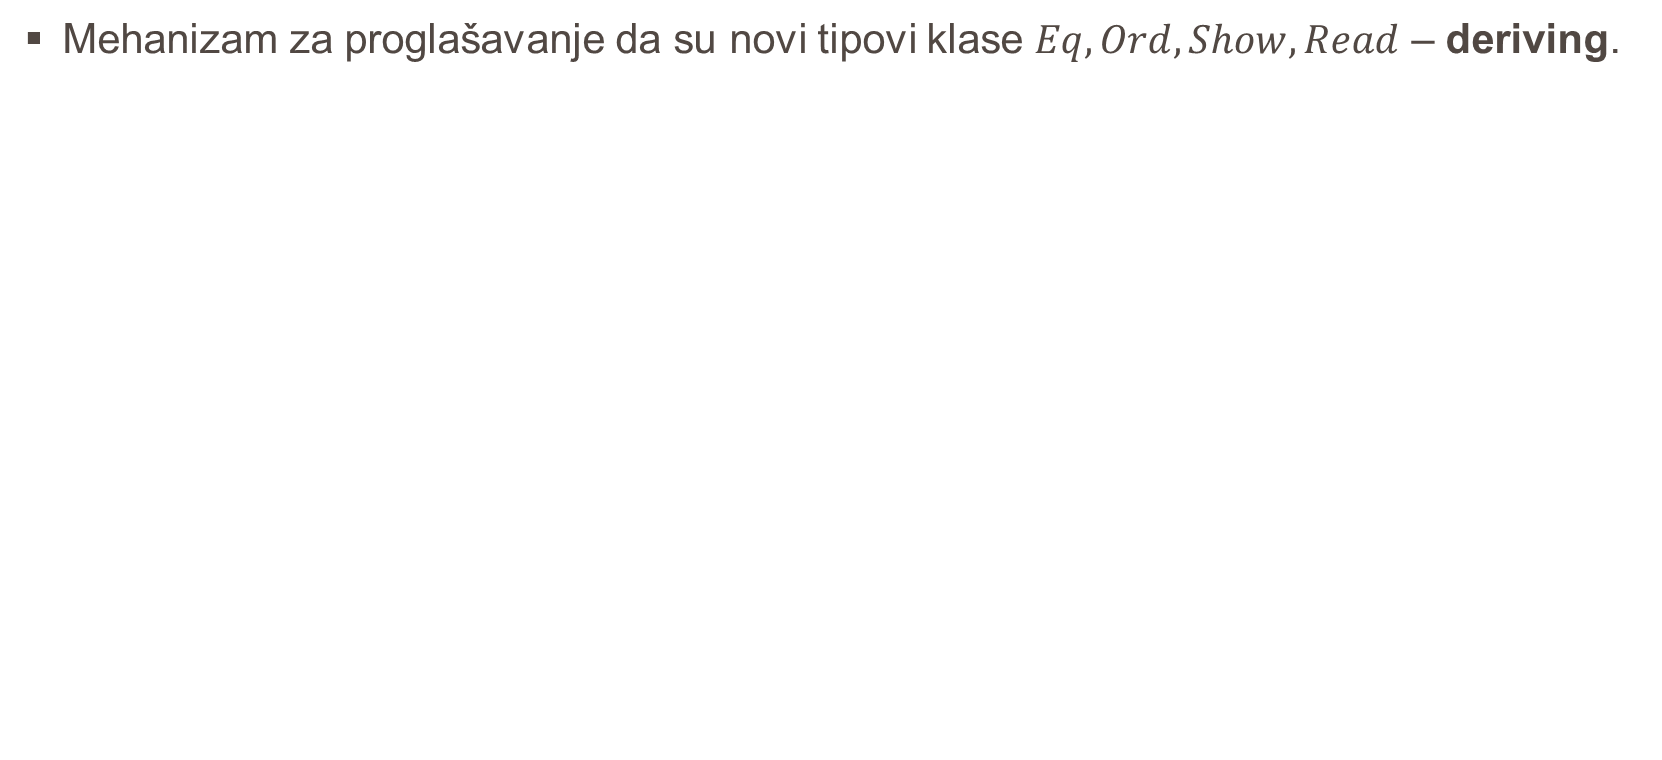 ▪ Mehanizam za proglašavanje da su novi tipovi klase Eq, Ord, Show, Read – deriving.